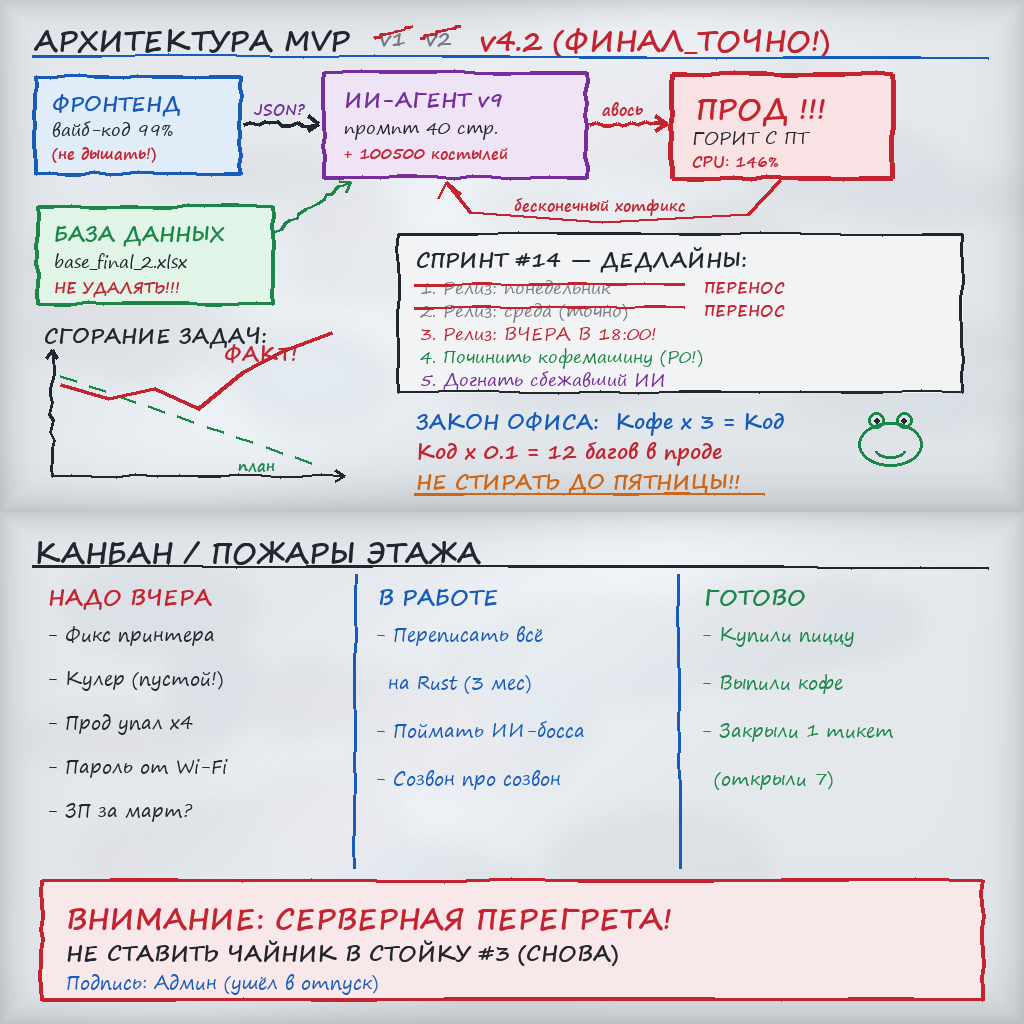 АРХИТЕКТУРА MVP v1 v2 v4.2 (ФИНАЛ_ТОЧНО!)
ФРОНТЕНД
вайб-код 99%
(не дышать!)
JSON?
ИИ-АГЕНТ v9
промпт 40 стр.
+ 100500 костылей
авось
ПРОД !!!
ГОРИТ С ПТ
CPU: 146%
бесконечный хотфикс
БАЗА ДАННЫХ
base_final_2.xlsx
НЕ УДАЛЯТЬ!!!
СПРИНТ #14 — ДЕДЛАЙНЫ:
1. Релиз: понедельник ПЕРЕНОС
2. Релиз: среда (точно) ПЕРЕНОС
3. Релиз: ВЧЕРА В 18:00!
4. Починить кофемашину (P0!)
5. Догнать сбежавший ИИ
СГОРАНИЕ ЗАДАЧ:
ФАКТ!
план
ЗАКОН ОФИСА: Кофе x 3 = Код
Код x 0.1 = 12 багов в проде
НЕ СТИРАТЬ ДО ПЯТНИЦЫ!!
КАНБАН / ПОЖАРЫ ЭТАЖА
НАДО ВЧЕРА
- Фикс принтера
- Кулер (пустой!)
- Прод упал x4
- Пароль от Wi-Fi
- ЗП за март?
В РАБОТЕ
- Переписать всё
на Rust (3 мес)
- Поймать ИИ-босса
- Созвон про созвон
ГОТОВО
- Купили пиццу
- Выпили кофе
- Закрыли 1 тикет
(открыли 7)
ВНИМАНИЕ: СЕРВЕРНАЯ ПЕРЕГРЕТА!
НЕ СТАВИТЬ ЧАЙНИК В СТОЙКУ #3 (СНОВА)
Подпись: Админ (ушёл в отпуск)